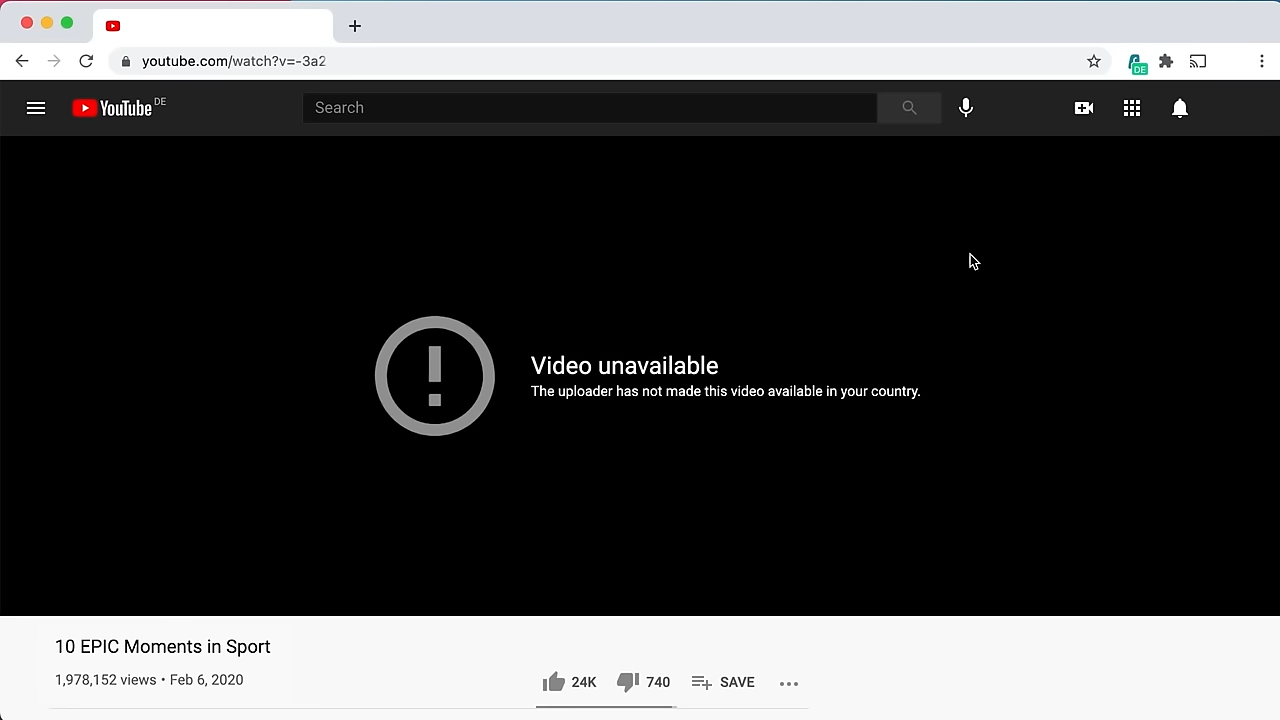 youtube.com/watch?v=-3a2
DE
YouTube DE
Search
Video unavailable
The uploader has not made this video available in your country.
10 EPIC Moments in Sport
1,978,152 views • Feb 6, 2020
24K 740 SAVE